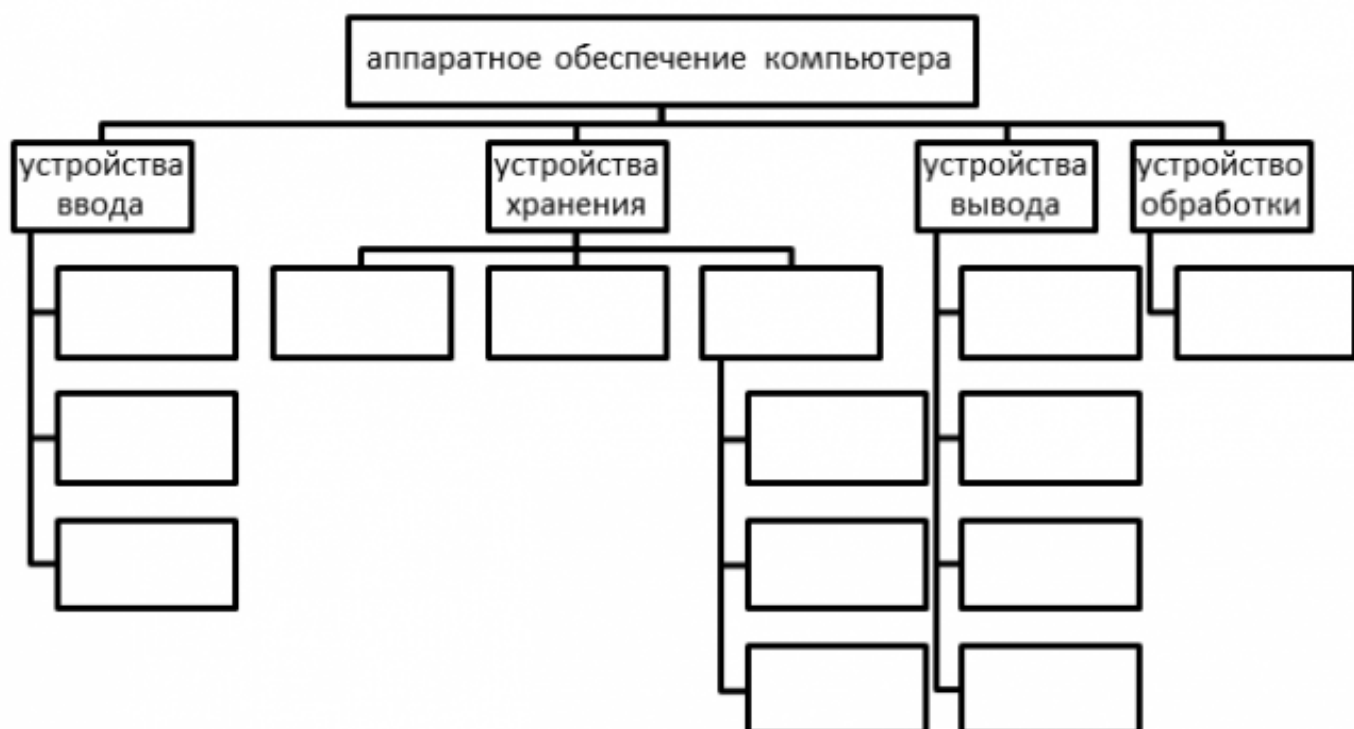 аппаратное обеспечение компьютера
устройства
ввода
устройства
хранения
устройства
вывода
устройство
обработки